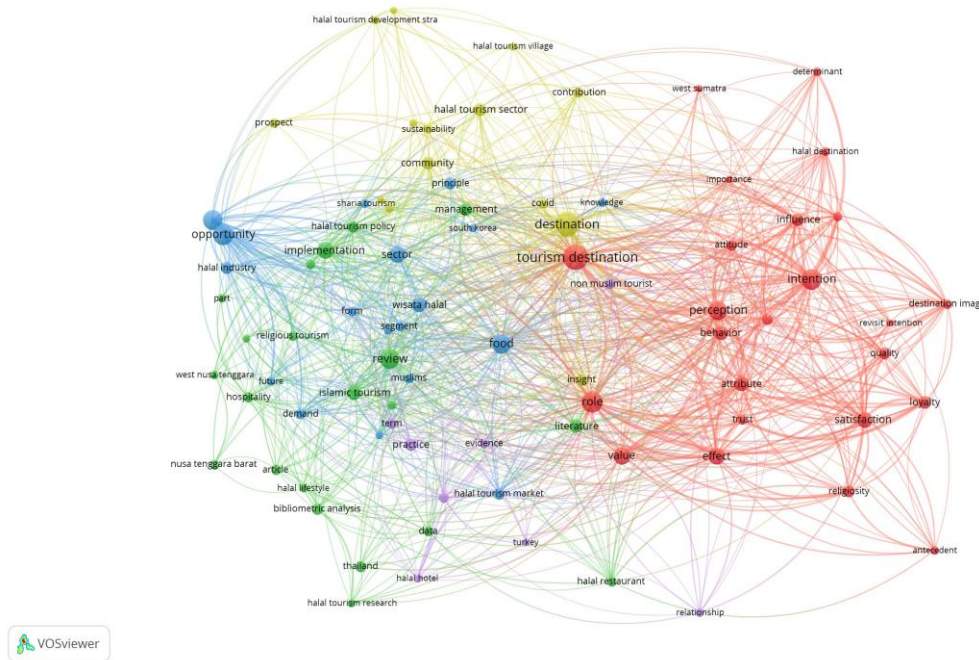 halal tourism development stra
halal tourism village
determinant
west sumatra
contribution
halal tourism sector
prospect
sustainability
halal destination
community
importance
principle
sharia tourism
knowledge
management
covid
influence
halal tourism policy
destination
south korea
opportunity
attitude
implementation
sector
tourism destination
halal industry
intention
non muslim tourist
part
wisata halal
destination imag
form
perception
revisit intention
segment
behavior
religious tourism
food
review
quality
west nusa tenggara
muslims
insight
future
attribute
islamic tourism
hospitality
role
loyalty
demand
trust
satisfaction
term
literature
practice
evidence
value
effect
nusa tenggara barat
article
halal lifestyle
halal tourism market
religiosity
bibliometric analysis
data
turkey
antecedent
thailand
halal hotel
halal restaurant
halal tourism research
relationship
VOSviewer